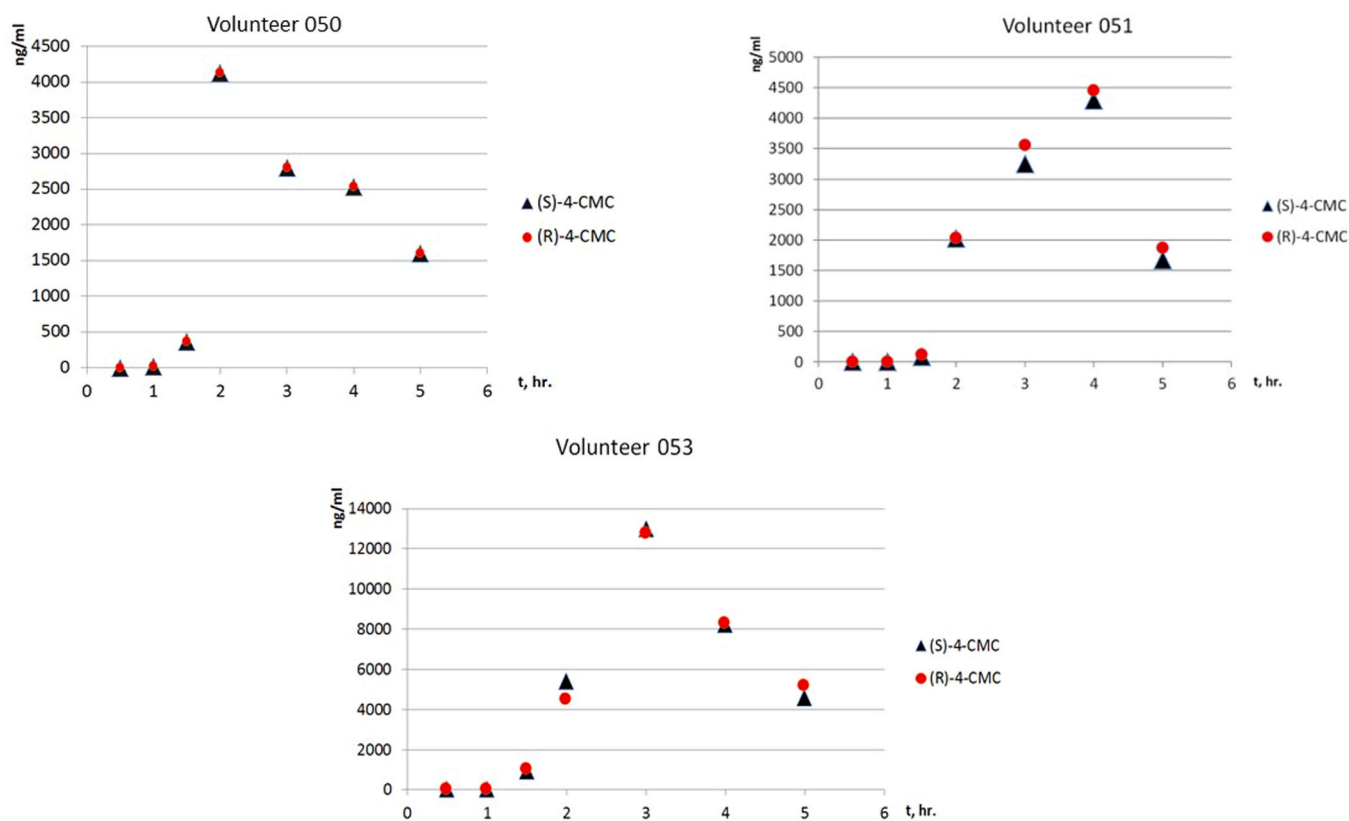 Volunteer 050
ng/ml
4500
4000
3500
3000
2500
2000
1500
1000
500
0
0 1 2 3 4 5 6
t, hr.
(S)-4-CMC
(R)-4-CMC
Volunteer 051
ng/ml
5000
4500
4000
3500
3000
2500
2000
1500
1000
500
0
0 1 2 3 4 5 6
t, hr.
(S)-4-CMC
(R)-4-CMC
Volunteer 053
ng/ml
14000
12000
10000
8000
6000
4000
2000
0
0 1 2 3 4 5 6
t, hr.
(S)-4-CMC
(R)-4-CMC